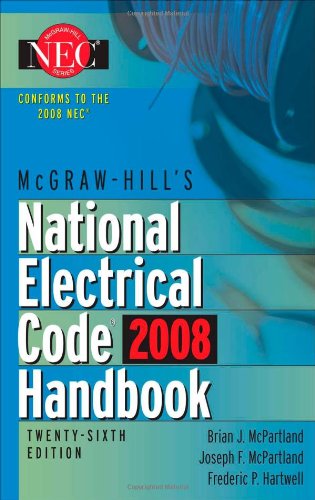 McGRAW-HILL
NEC®
SERIES
CONFORMS TO THE
2008 NEC®
McGRAW-HILL'S
National
Electrical
Code® 2008
Handbook
TWENTY-SIXTH
EDITION
Brian J. McPartland
Joseph F. McPartland
Frederic P. Hartwell